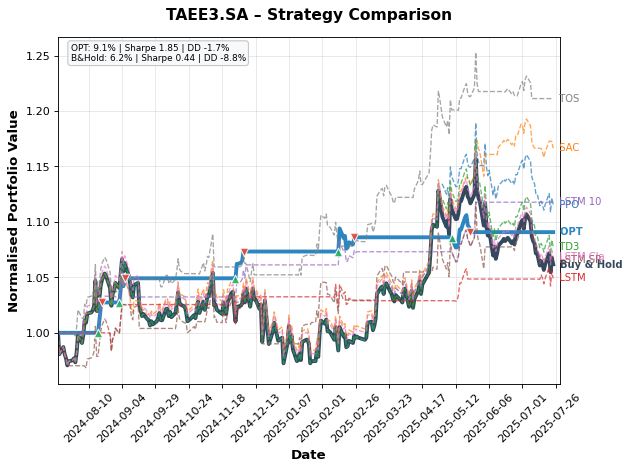 TAEE3.SA – Strategy Comparison
OPT: 9.1% | Sharpe 1.85 | DD -1.7%
B&Hold: 6.2% | Sharpe 0.44 | DD -8.8%
Normalised Portfolio Value
1.25
1.20
1.15
1.10
1.05
1.00
TOS
SAC
LSTM 10
PPO
OPT
TD3
Buy & Hold
LSTM
2024-08-10
2024-09-04
2024-09-29
2024-10-24
2024-11-18
2024-12-13
2025-01-07
2025-02-01
2025-02-26
2025-03-23
2025-04-17
2025-05-12
2025-06-06
2025-07-01
2025-07-26
Date